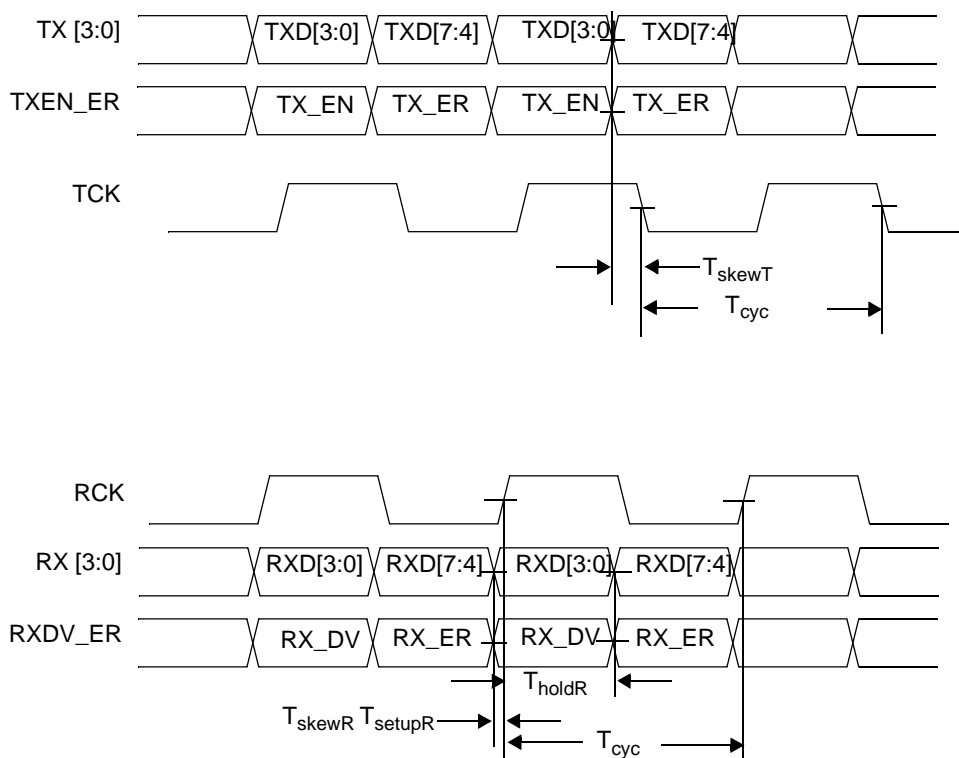 TX [3:0] TXD[3:0] TXD[7:4] TXD[3:0] TXD[7:4]
TXEN_ER TX_EN TX_ER TX_EN TX_ER
TCK
TskewT
Tcyc
RCK
RX [3:0] RXD[3:0] RXD[7:4] RXD[3:0] RXD[7:4]
RXDV_ER RX_DV RX_ER RX_DV RX_ER
TholdR
TskewR TsetupR
Tcyc